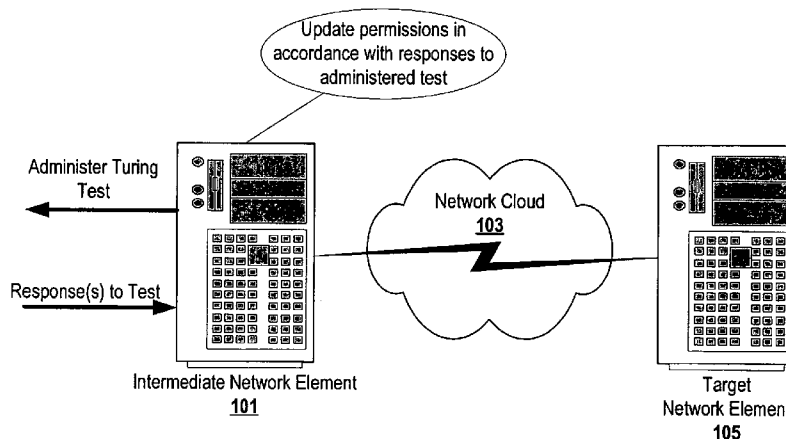 Update permissions in
accordance with responses to
administered test
Administer Turing
Test
Response(s) to Test
Network Cloud
103
Intermediate Network Element
101
Target
Network Elemen
105